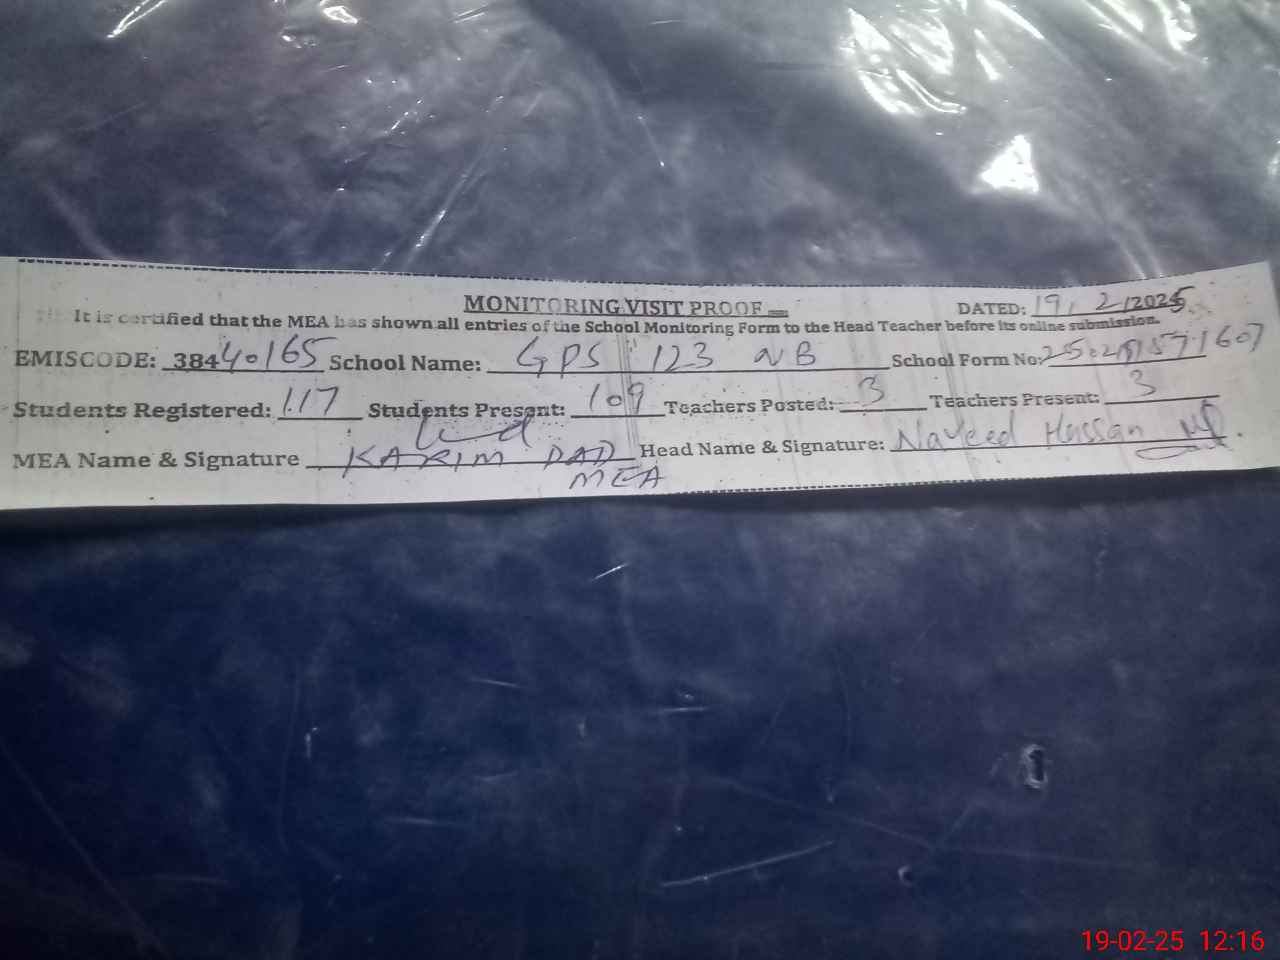 MONITORING VISIT PROOF
DATED: 19, 2/2025
It is certified that the MEA has shown all entries of the School Monitoring Form to the Head Teacher before its online submission.
EMISCODE: 38440165 School Name: GPS 123 NB School Form No:
Students Registered: 117 Students Present: 109 Teachers Posted: 3 Teachers Present: 3
MEA Name & Signature KARIM DAD Head Name & Signature: Naveed Hassan
MEA
19-02-25 12:16